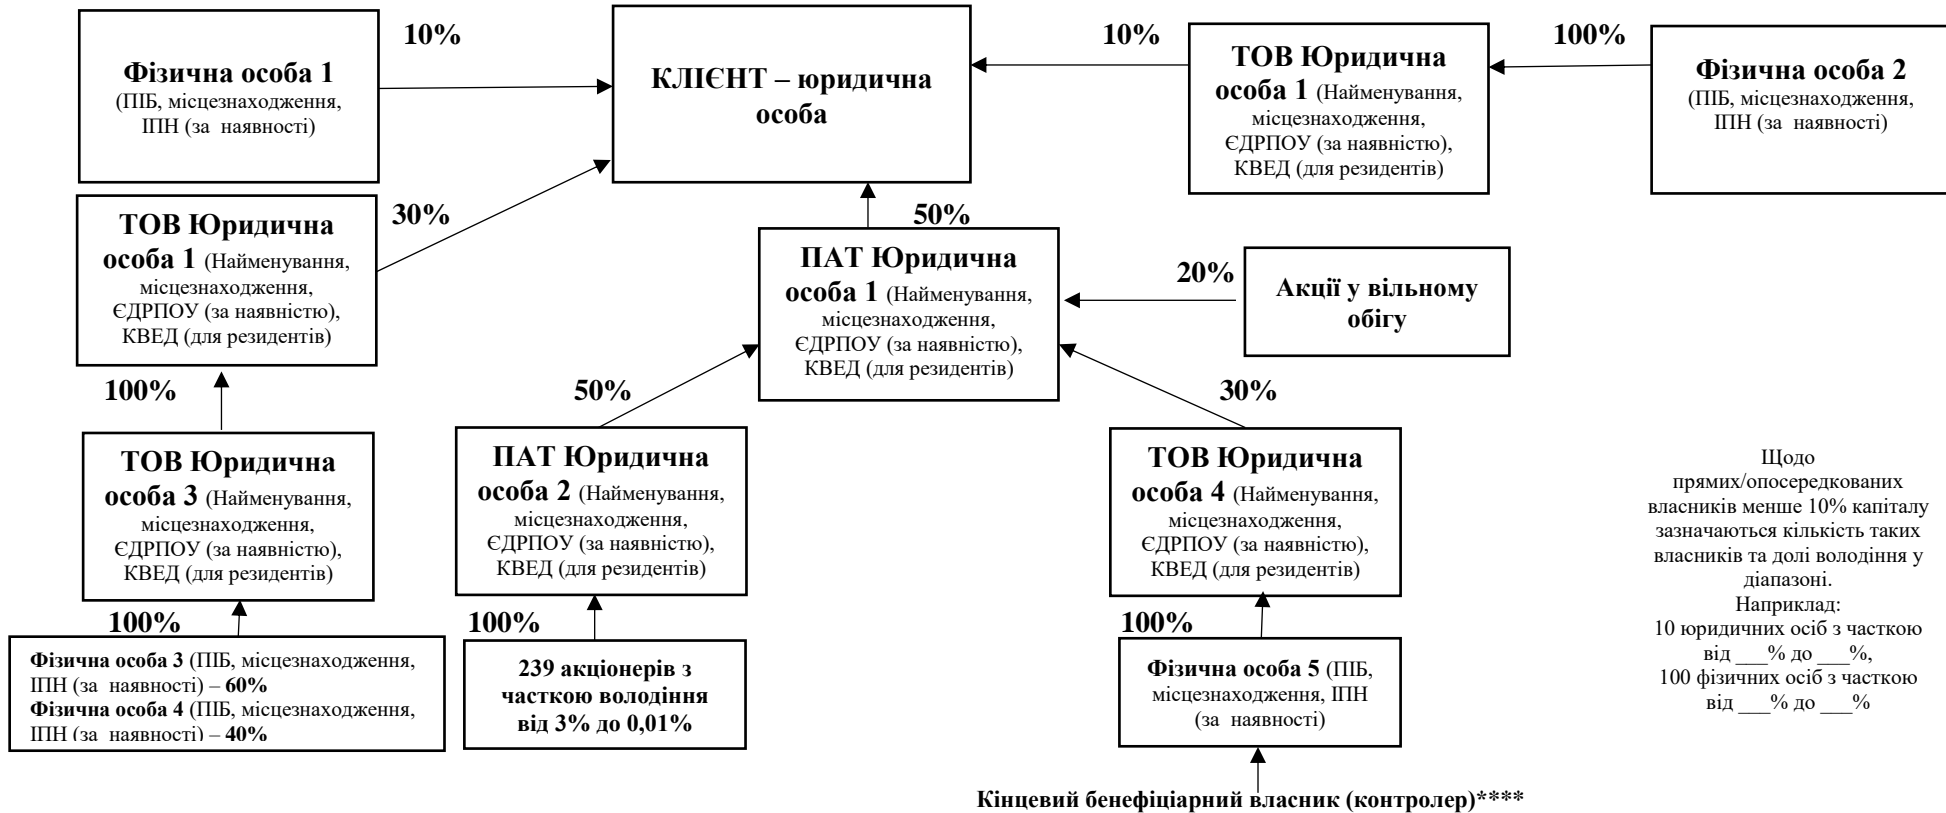 10%
10%
100%
Фізична особа 1
(ПІБ, місцезнаходження,
ІПН (за наявності)
КЛІЄНТ – юридична
особа
ТОВ Юридична
особа 1 (Найменування,
місцезнаходження,
ЄДРПОУ (за наявністю),
КВЕД (для резидентів)
Фізична особа 2
(ПІБ, місцезнаходження,
ІПН (за наявності)
30%
50%
ТОВ Юридична
особа 1 (Найменування,
місцезнаходження,
ЄДРПОУ (за наявністю),
КВЕД (для резидентів)
ПАТ Юридична
особа 1 (Найменування,
місцезнаходження,
ЄДРПОУ (за наявністю),
КВЕД (для резидентів)
20%
Акції у вільному
обігу
100%
50%
30%
ТОВ Юридична
особа 3 (Найменування,
місцезнаходження,
ЄДРПОУ (за наявністю),
КВЕД (для резидентів)
ПАТ Юридична
особа 2 (Найменування,
місцезнаходження,
ЄДРПОУ (за наявністю),
КВЕД (для резидентів)
ТОВ Юридична
особа 4 (Найменування,
місцезнаходження,
ЄДРПОУ (за наявністю),
КВЕД (для резидентів)
Щодо
прямих/опосередкованих
власників менше 10% капіталу
зазначаються кількість таких
власників та долі володіння у
діапазоні.
Наприклад:
10 юридичних осіб з часткою
від ___% до ___%,
100 фізичних осіб з часткою
від ___% до ___%
100%
100%
100%
Фізична особа 3 (ПІБ, місцезнаходження,
ІПН (за наявності) – 60%
Фізична особа 4 (ПІБ, місцезнаходження,
ІПН (за наявності) – 40%
239 акціонерів з
часткою володіння
від 3% до 0,01%
Фізична особа 5 (ПІБ,
місцезнаходження, ІПН
(за наявності)
Кінцевий бенефіціарний власник (контролер)****